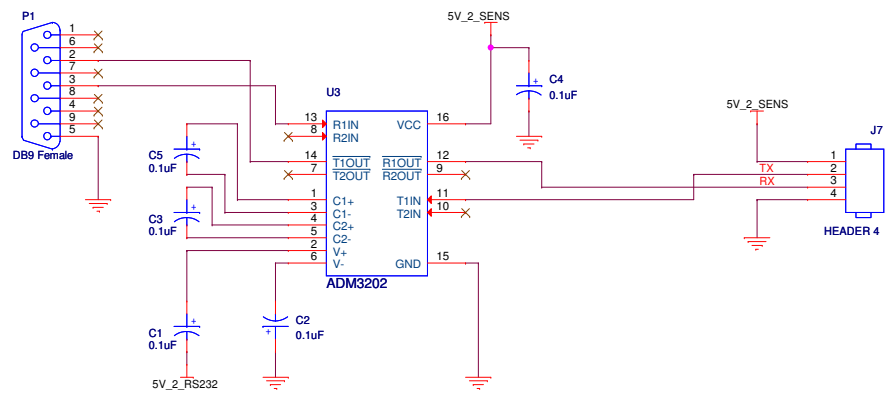 P1
1
6
2
7
3
8
4
9
5
DB9 Female
5V_2_SENS
C4
0.1uF
U3
13 R1IN
8 R2IN
14 T1OUT
7 T2OUT
1 C1+
3 C1-
4 C2+
5 C2-
2 V+
6 V-
VCC 16
R1OUT 12
R2OUT 9
T1IN 11
T2IN 10
GND 15
ADM3202
C5
0.1uF
+
C3
0.1uF
+
C1
0.1uF
+
5V_2_RS232
C2
0.1uF
+
+
5V_2_SENS
J7
1
TX 2
RX 3
4
HEADER 4